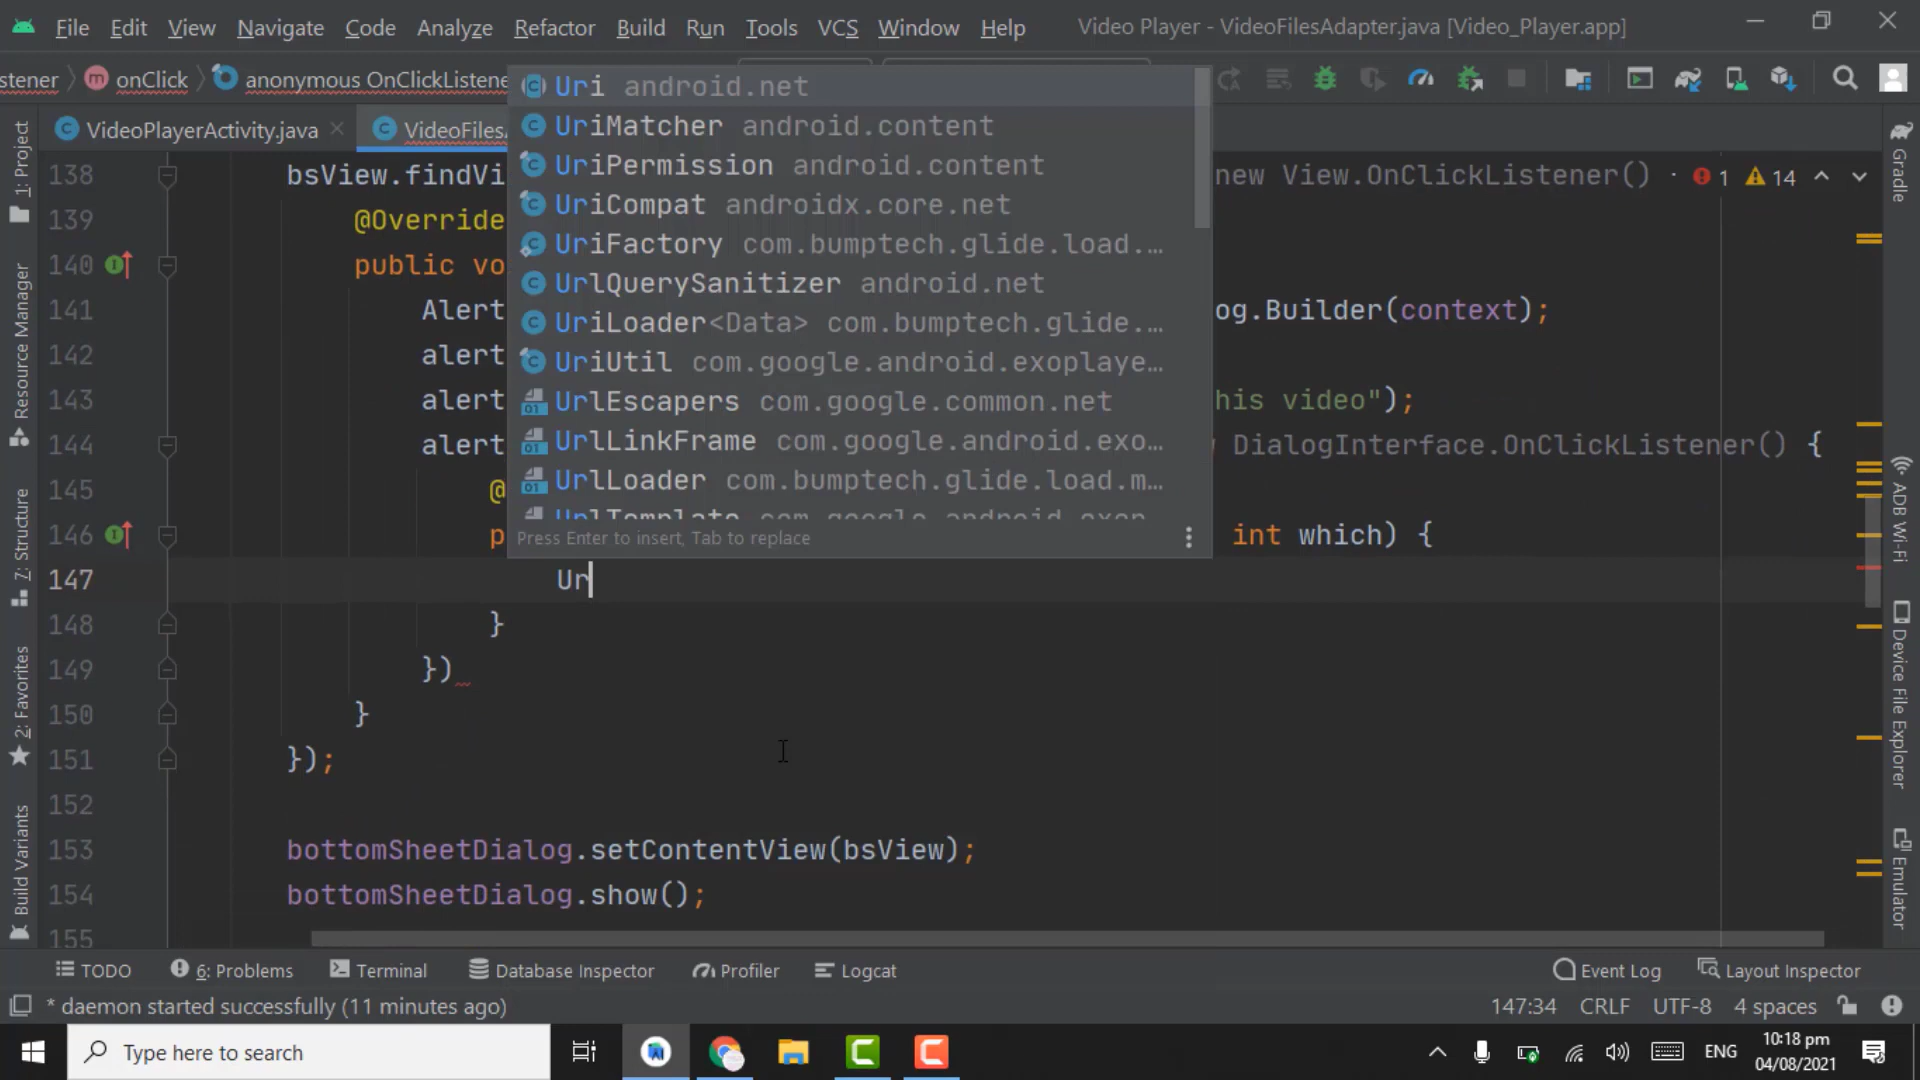 File Edit View Navigate Code Analyze Refactor Build Run Tools VCS Window Help Video Player - VideoFilesAdapter.java [Video_Player.app]
stener onClick anonymous OnClickListene
VideoPlayerActivity.java VideoFiles
Uri android.net
UriMatcher android.content
UriPermission android.content
UriCompat androidx.core.net
UriFactory com.bumptech.glide.load....
UrlQuerySanitizer android.net
UriLoader<Data> com.bumptech.glide....
UriUtil com.google.android.exoplaye...
UrlEscapers com.google.common.net
UrlLinkFrame com.google.android.exo...
UrlLoader com.bumptech.glide.load.m...
Press Enter to insert, Tab to replace
138 bsView.findVi new View.OnClickListener() 1 14
139 @Override
140 public vo
141 Alert og.Builder(context);
142 alert
143 alert his video");
144 alert DialogInterface.OnClickListener() {
145 @
146 p int which) {
147 Ur
148 }
149 })
150 }
151 });
152
153 bottomSheetDialog.setContentView(bsView);
154 bottomSheetDialog.show();
155
1: Project
Resource Manager
7: Structure
2: Favorites
Build Variants
Gradle
ADB Wi-Fi
Device File Explorer
Emulator
TODO 6: Problems Terminal Database Inspector Profiler Logcat Event Log Layout Inspector
* daemon started successfully (11 minutes ago) 147:34 CRLF UTF-8 4 spaces
Type here to search ENG 10:18 pm
04/08/2021